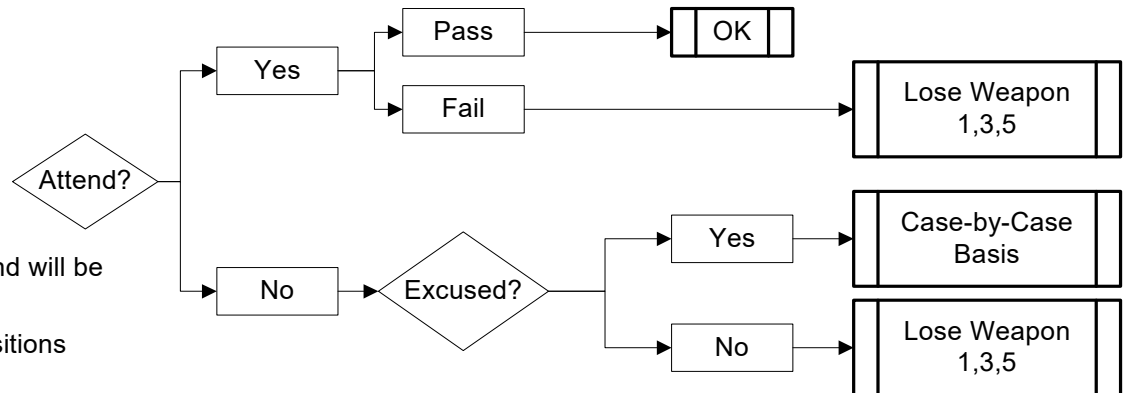 Pass
OK
Yes
Fail
Lose Weapon
1,3,5
Attend?
Yes
Case-by-Case
Basis
will be
No
Excused?
sitions
No
Lose Weapon
1,3,5